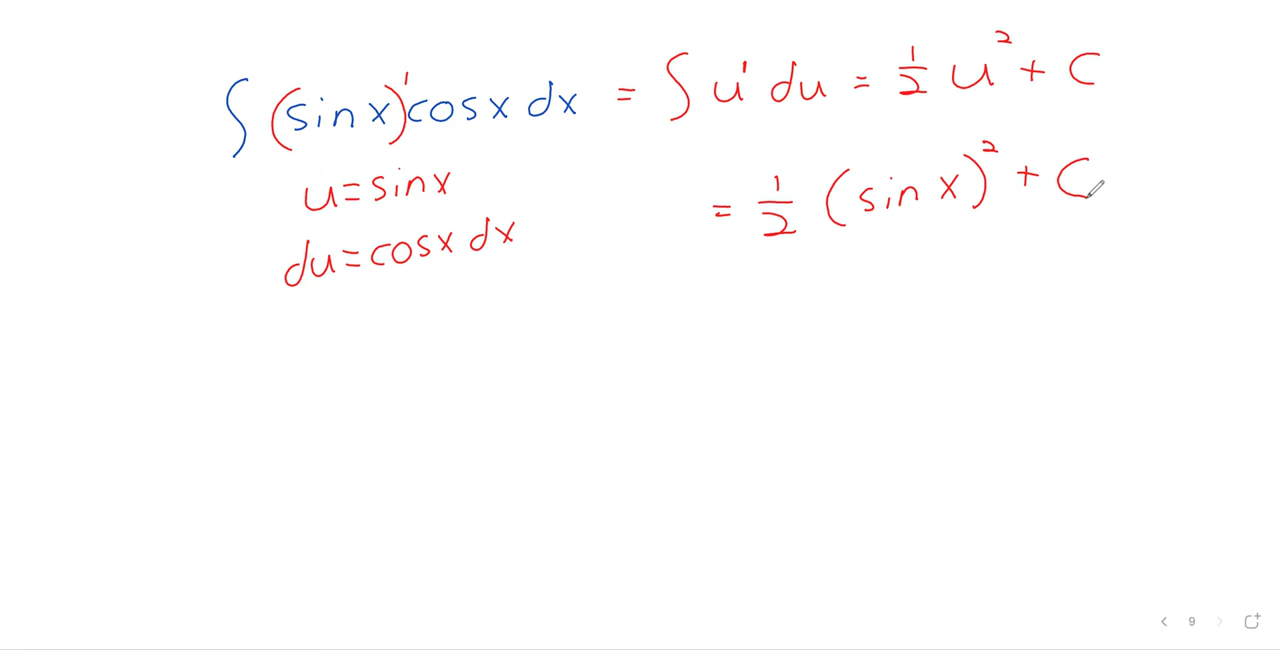 ∫ (sin x)¹ cos x dx = ∫ u¹ du = 1/2 u² + C
u = sin x
= 1/2 (sin x)² + C
du = cos x dx
9